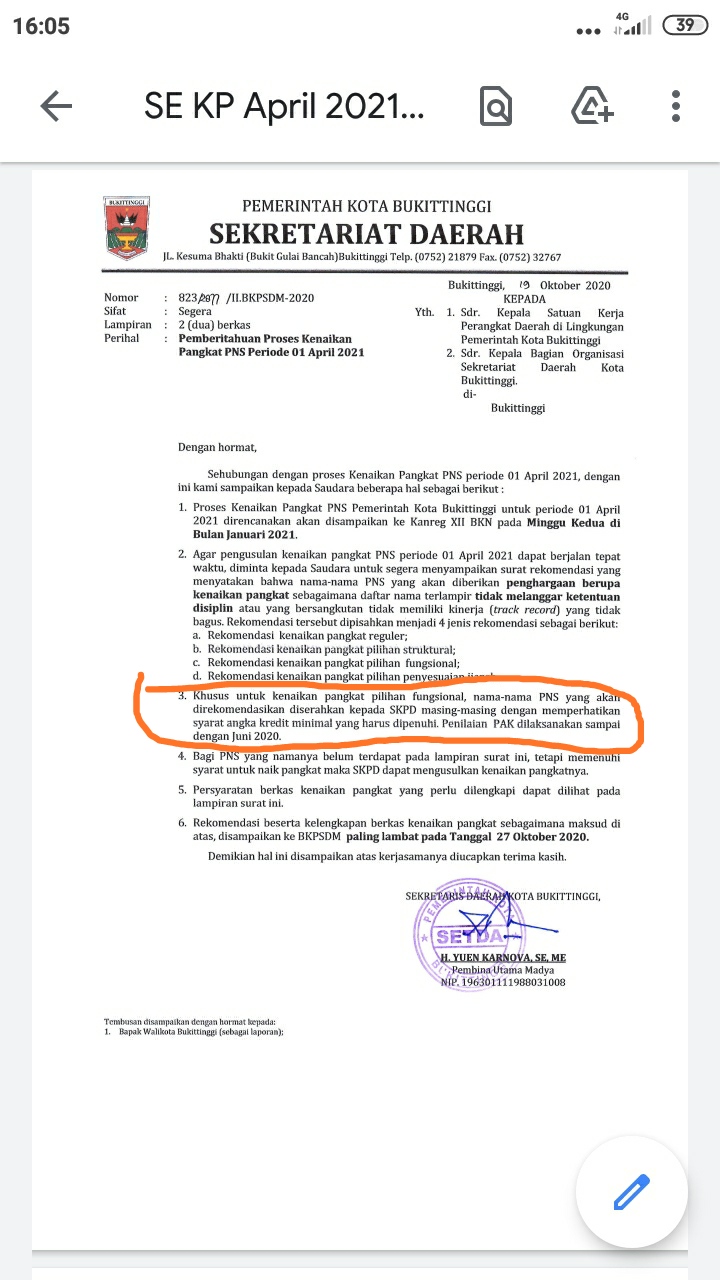 16:05
4G
39
SE KP April 2021...
BUKITTINGGI
PEMERINTAH KOTA BUKITTINGGI
SEKRETARIAT DAERAH
JL. Kesuma Bhakti (Bukit Gulai Bancah)Bukittinggi Telp. (0752) 21879 Fax. (0752) 32767
Bukittinggi, 19 Oktober 2020
KEPADA
Nomor : 823/ /II.BKPSDM-2020
Sifat : Segera
Lampiran : 2 (dua) berkas
Perihal : Pemberitahuan Proses Kenaikan
Pangkat PNS Periode 01 April 2021
Yth. 1. Sdr. Kepala Satuan Kerja
Perangkat Daerah di Lingkungan
Pemerintah Kota Bukittinggi
2. Sdr. Kepala Bagian Organisasi
Sekretariat Daerah Kota
Bukittinggi.
di-
Bukittinggi
Dengan hormat,
Sehubungan dengan proses Kenaikan Pangkat PNS periode 01 April 2021, dengan
ini kami sampaikan kepada Saudara beberapa hal sebagai berikut :
1. Proses Kenaikan Pangkat PNS Pemerintah Kota Bukittinggi untuk periode 01 April
2021 direncanakan akan disampaikan ke Kanreg XII BKN pada Minggu Kedua di
Bulan Januari 2021.
2. Agar pengusulan kenaikan pangkat PNS periode 01 April 2021 dapat berjalan tepat
waktu, diminta kepada Saudara untuk segera menyampaikan surat rekomendasi yang
menyatakan bahwa nama-nama PNS yang akan diberikan penghargaan berupa
kenaikan pangkat sebagaimana daftar nama terlampir tidak melanggar ketentuan
disiplin atau yang bersangkutan tidak memiliki kinerja (track record) yang tidak
bagus. Rekomendasi tersebut dipisahkan menjadi 4 jenis rekomendasi sebagai berikut:
a. Rekomendasi kenaikan pangkat reguler;
b. Rekomendasi kenaikan pangkat pilihan struktural;
c. Rekomendasi kenaikan pangkat pilihan fungsional;
d. Rekomendasi kenaikan pangkat pilihan penyesuaian
3. Khusus untuk kenaikan pangkat pilihan fungsional, nama-nama PNS yang akan
direkomendasikan diserahkan kepada SKPD masing-masing dengan memperhatikan
syarat angka kredit minimal yang harus dipenuhi. Penilaian PAK dilaksanakan sampai
dengan Juni 2020.
4. Bagi PNS yang namanya belum terdapat pada lampiran surat ini, tetapi memenuhi
syarat untuk naik pangkat maka SKPD dapat mengusulkan kenaikan pangkatnya.
5. Persyaratan berkas kenaikan pangkat yang perlu dilengkapi dapat dilihat pada
lampiran surat ini.
6. Rekomendasi beserta kelengkapan berkas kenaikan pangkat sebagaimana maksud di
atas, disampaikan ke BKPSDM paling lambat pada Tanggal 27 Oktober 2020.
Demikian hal ini disampaikan atas kerjasamanya diucapkan terima kasih.
SEKRETARIS DAERAH KOTA BUKITTINGGI,
PEMERINTAH KOTA
SETDA
BUKITTINGGI
H. YUEN KARNOVA, SE, ME
Pembina Utama Madya
NIP. 196301111988031008
Tembusan disampaikan dengan hormat kepada:
1. Bapak Walikota Bukittinggi (sebagai laporan);